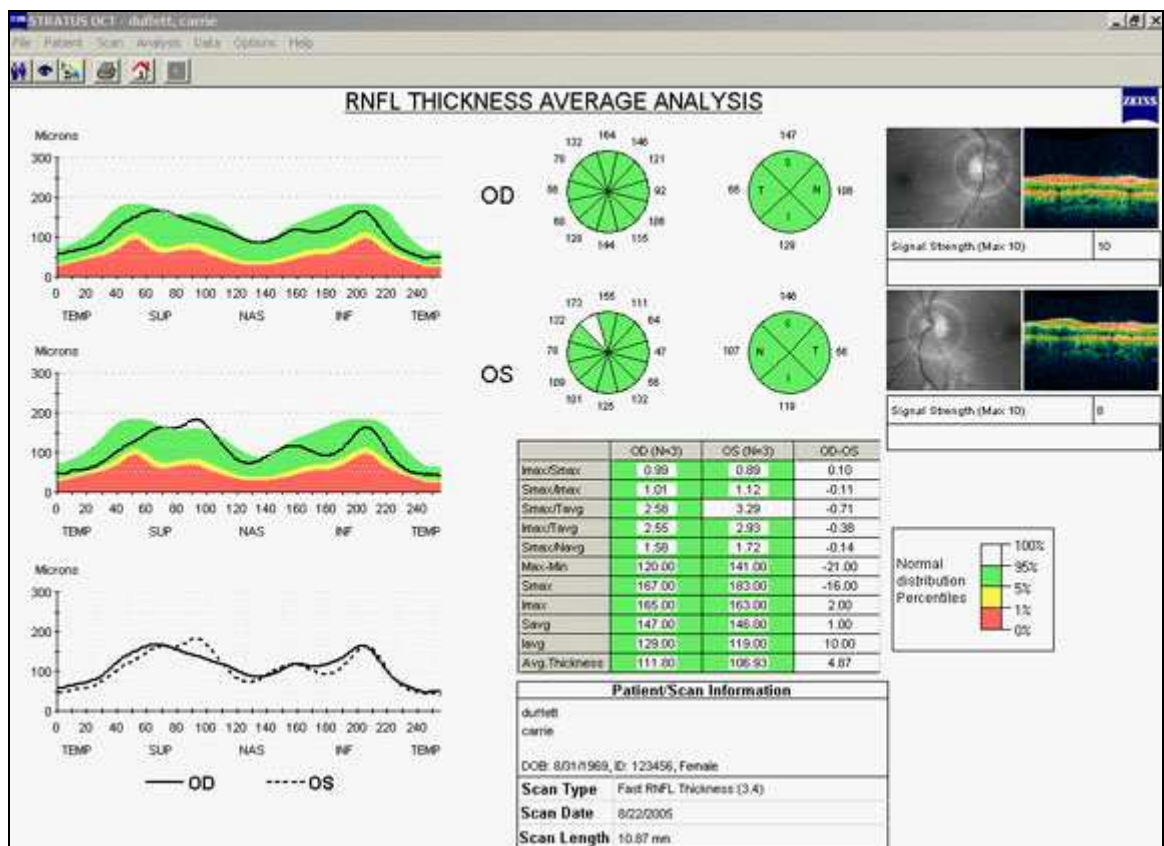 STRATUS OCT - duffett, carrie
File Patient Scan Analysis Data Options Help
RNFL THICKNESS AVERAGE ANALYSIS
ZEISS
Microns
300
200
100
0
0 20 40 60 80 100 120 140 160 180 200 220 240
TEMP SUP NAS INF TEMP
OD
164
132 146
121
92
144
147
S
T N
I
129
Signal Strength (Max 10) 10
Microns
300
200
100
0
0 20 40 60 80 100 120 140 160 180 200 220 240
TEMP SUP NAS INF TEMP
OS
155
173 111
132 64
47
109
101 132
125
146
S
107 N T 66
I
119
Signal Strength (Max 10) 8
Microns
300
200
100
0
0 20 40 60 80 100 120 140 160 180 200 220 240
TEMP SUP NAS INF TEMP
OD OS
OD (N=3) OS (N=3) OD-OS
Imax/Smax 0.99 0.89 0.10
Smax/Imax 1.01 1.12 -0.11
Smax/Tavg 2.58 3.29 -0.71
Imax/Tavg 2.55 2.93 -0.38
Smax/Navg 1.58 1.72 -0.14
Max-Min 120.00 141.00 -21.00
Smax 167.00 183.00 -16.00
Imax 165.00 163.00 2.00
Savg 147.00 146.00 1.00
Iavg 129.00 119.00 10.00
Avg.Thickness 111.80 106.93 4.87
Normal
distribution
Percentiles
100%
95%
5%
1%
0%
Patient/Scan Information
duffett
carrie
DOB: 8/31/1969, ID: 123456, Female
Scan Type Fast RNFL Thickness (3.4)
Scan Date 8/22/2005
Scan Length 10.87 mm